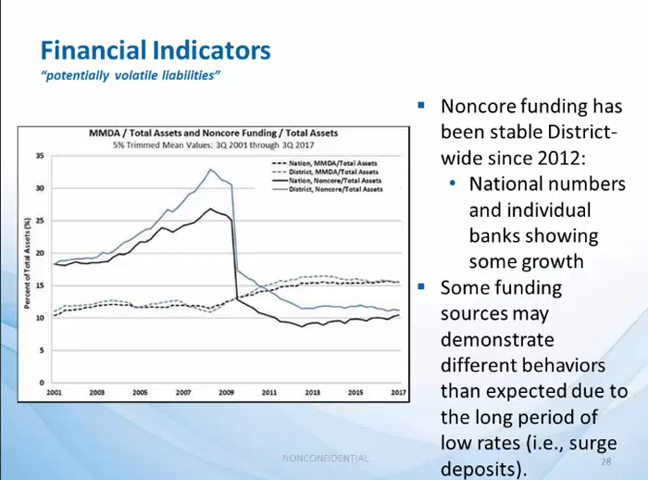 Financial Indicators
"potentially volatile liabilities"
MMDA / Total Assets and Noncore Funding / Total Assets
5% Trimmed Mean Values: 3Q 2001 through 3Q 2017
Nation, MMDA/Total Assets
District, MMDA/Total Assets
Nation, Noncore/Total Assets
District, Noncore/Total Assets
Percent of Total Assets (%)
35
30
25
20
15
10
5
0
2001 2003 2005 2007 2009 2011 2013 2015 2017
▪ Noncore funding has
been stable District-
wide since 2012:
• National numbers
and individual
banks showing
some growth
▪ Some funding
sources may
demonstrate
different behaviors
than expected due to
the long period of
low rates (i.e., surge
deposits).
NONCONFIDENTIAL
28